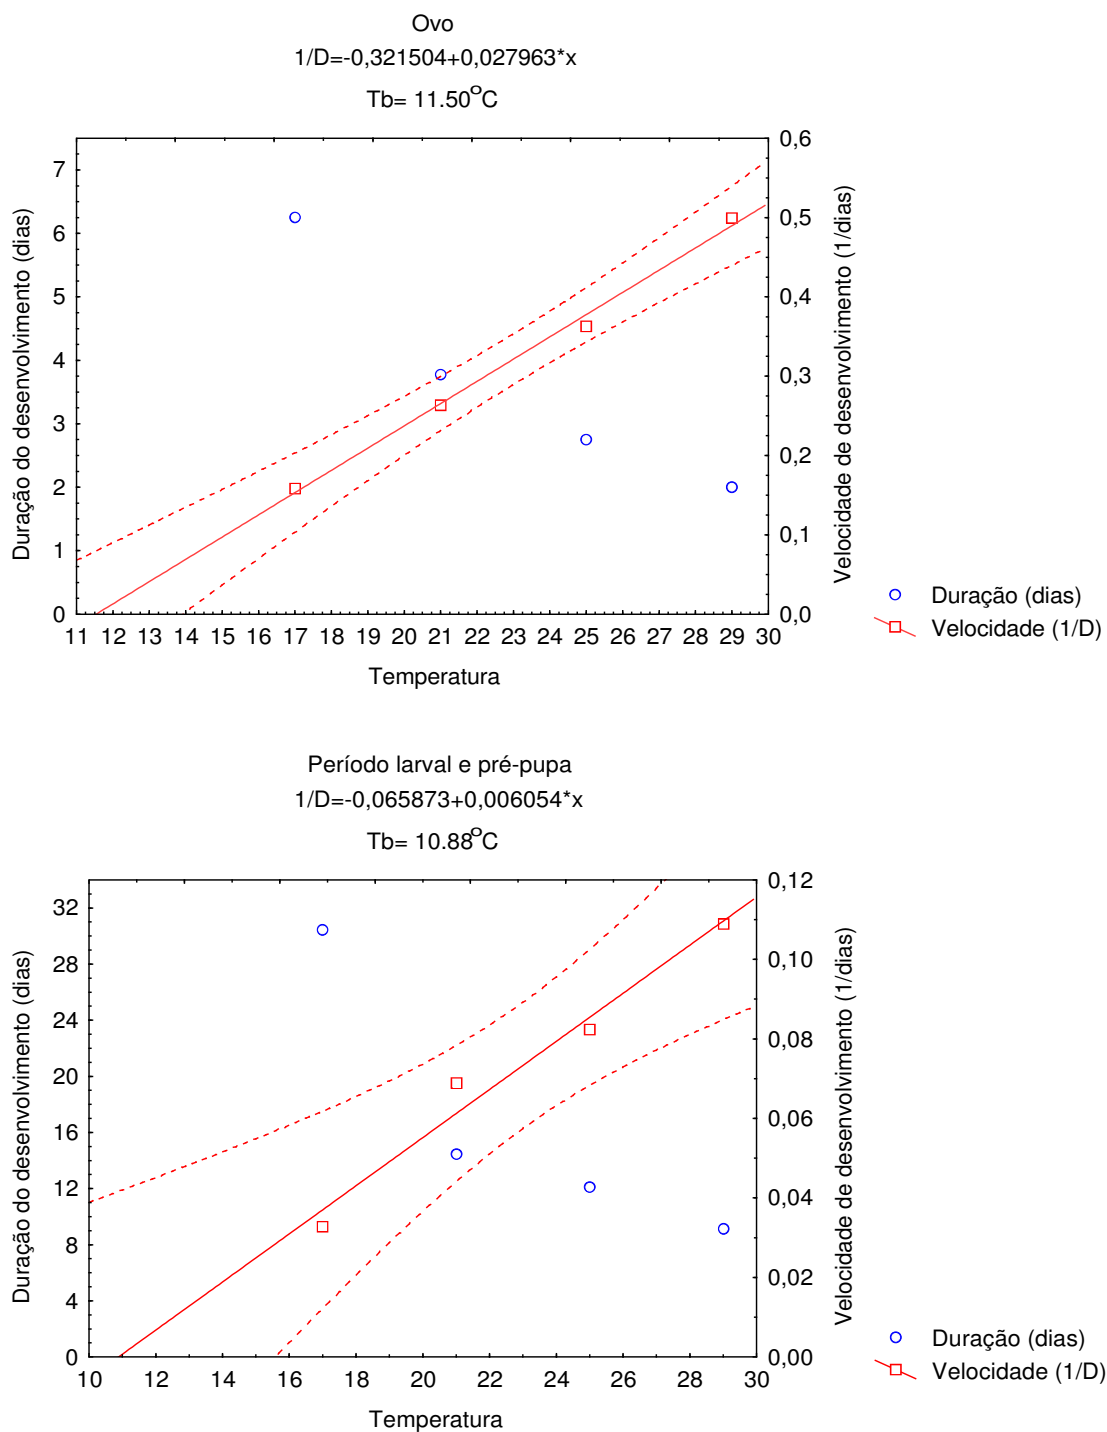 Ovo
1/D=-0,321504+0,027963*x
Tb= 11.50°C
Duração do desenvolvimento (dias)
7
6
5
4
3
2
1
0
0,6
0,5
0,4
0,3
0,2
0,1
0,0
Velocidade de desenvolvimento (1/dias)
11 12 13 14 15 16 17 18 19 20 21 22 23 24 25 26 27 28 29 30
Temperatura
Duração (dias)
Velocidade (1/D)
Período larval e pré-pupa
1/D=-0,065873+0,006054*x
Tb= 10.88°C
Duração do desenvolvimento (dias)
32
28
24
20
16
12
8
4
0
0,12
0,10
0,08
0,06
0,04
0,02
0,00
Velocidade de desenvolvimento (1/dias)
10 12 14 16 18 20 22 24 26 28 30
Temperatura
Duração (dias)
Velocidade (1/D)